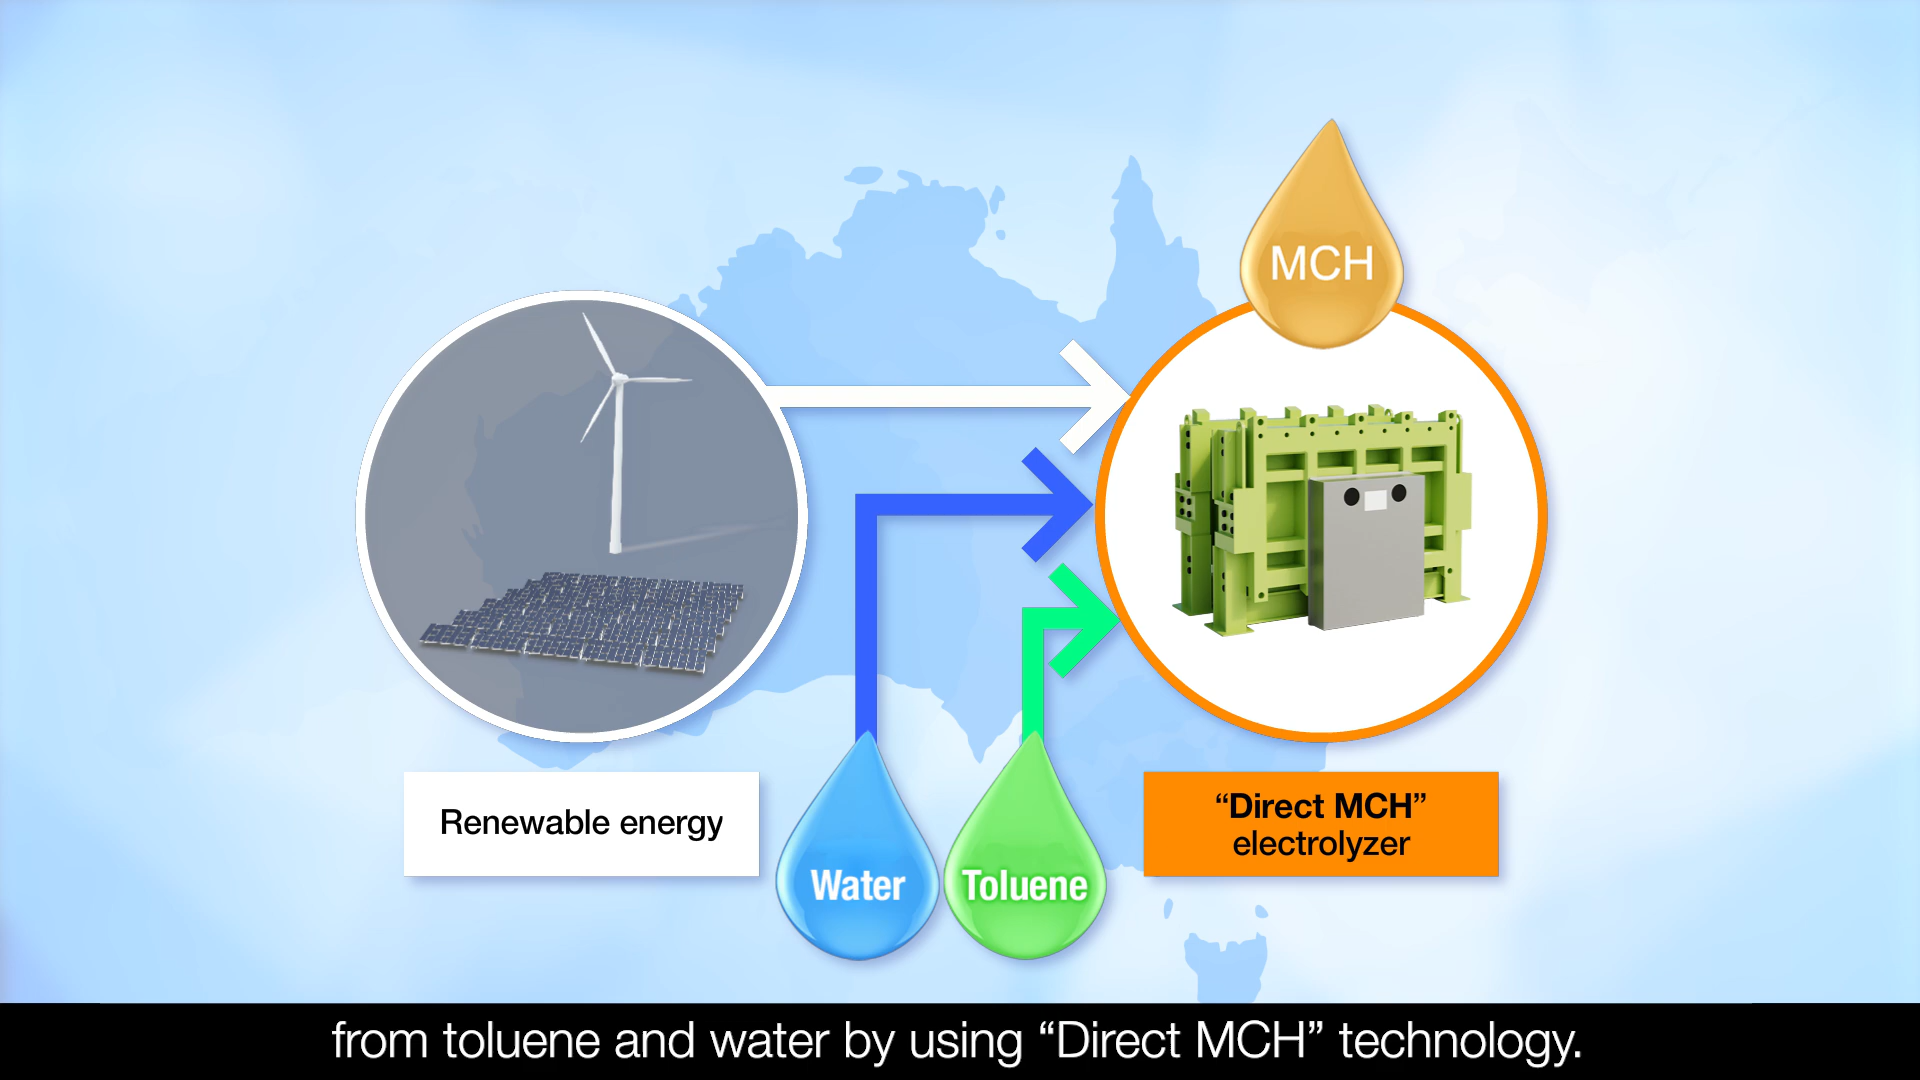 MCH
Renewable energy
Water
Toluene
“Direct MCH”
electrolyzer
from toluene and water by using “Direct MCH” technology.